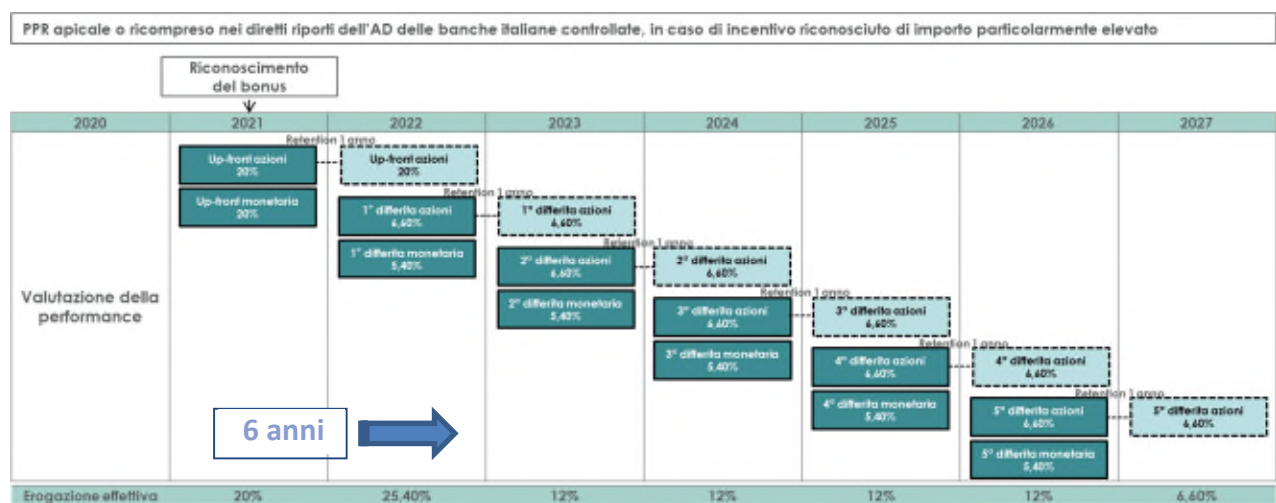 PPR apicale o ricompreso nei diretti riporti dell'AD delle banche italiane controllate, in caso di incentivo riconosciuto di importo particolarmente elevato
Riconoscimento
del bonus
2020 2021 2022 2023 2024 2025 2026 2027
Retention 1 anno
Up-front azioni
20%
Up-front azioni
20%
Up-front monetaria
20%
Retention 1 anno
1° differita azioni
6,60%
1° differita azioni
6,60%
1° differita monetaria
5,40%
Retention 1 anno
2° differita azioni
6,60%
2° differita azioni
6,60%
2° differita monetaria
5,40%
Valutazione della
performance
Retention 1 anno
3° differita azioni
6,60%
3° differita azioni
6,60%
3° differita monetaria
5,40%
Retention 1 anno
4° differita azioni
6,60%
4° differita azioni
6,60%
4° differita monetaria
5,40%
Retention 1 anno
5° differita azioni
6,60%
5° differita azioni
6,60%
5° differita monetaria
5,40%
6 anni
Erogazione effettiva 20% 25,40% 12% 12% 12% 12% 6,60%